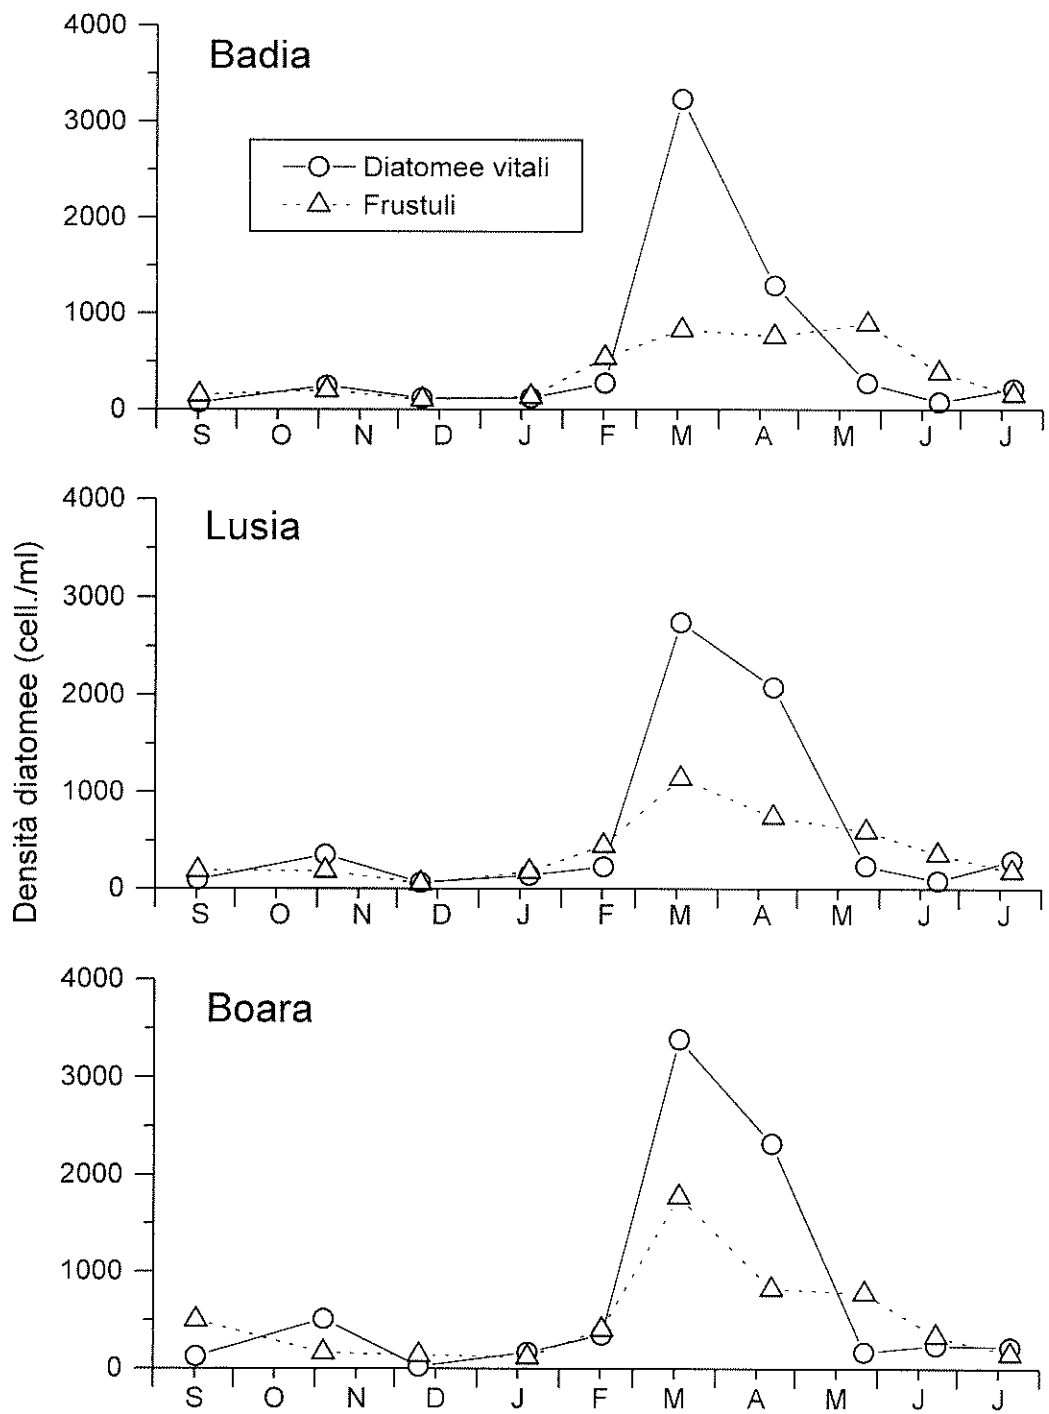 4000
Badia
3000
Diatomee vitali
Frustuli
2000
1000
0
S O N D J F M A M J J
Densità diatomee (cell./ml)
4000
Lusia
3000
2000
1000
0
S O N D J F M A M J J
4000
Boara
3000
2000
1000
0
S O N D J F M A M J J